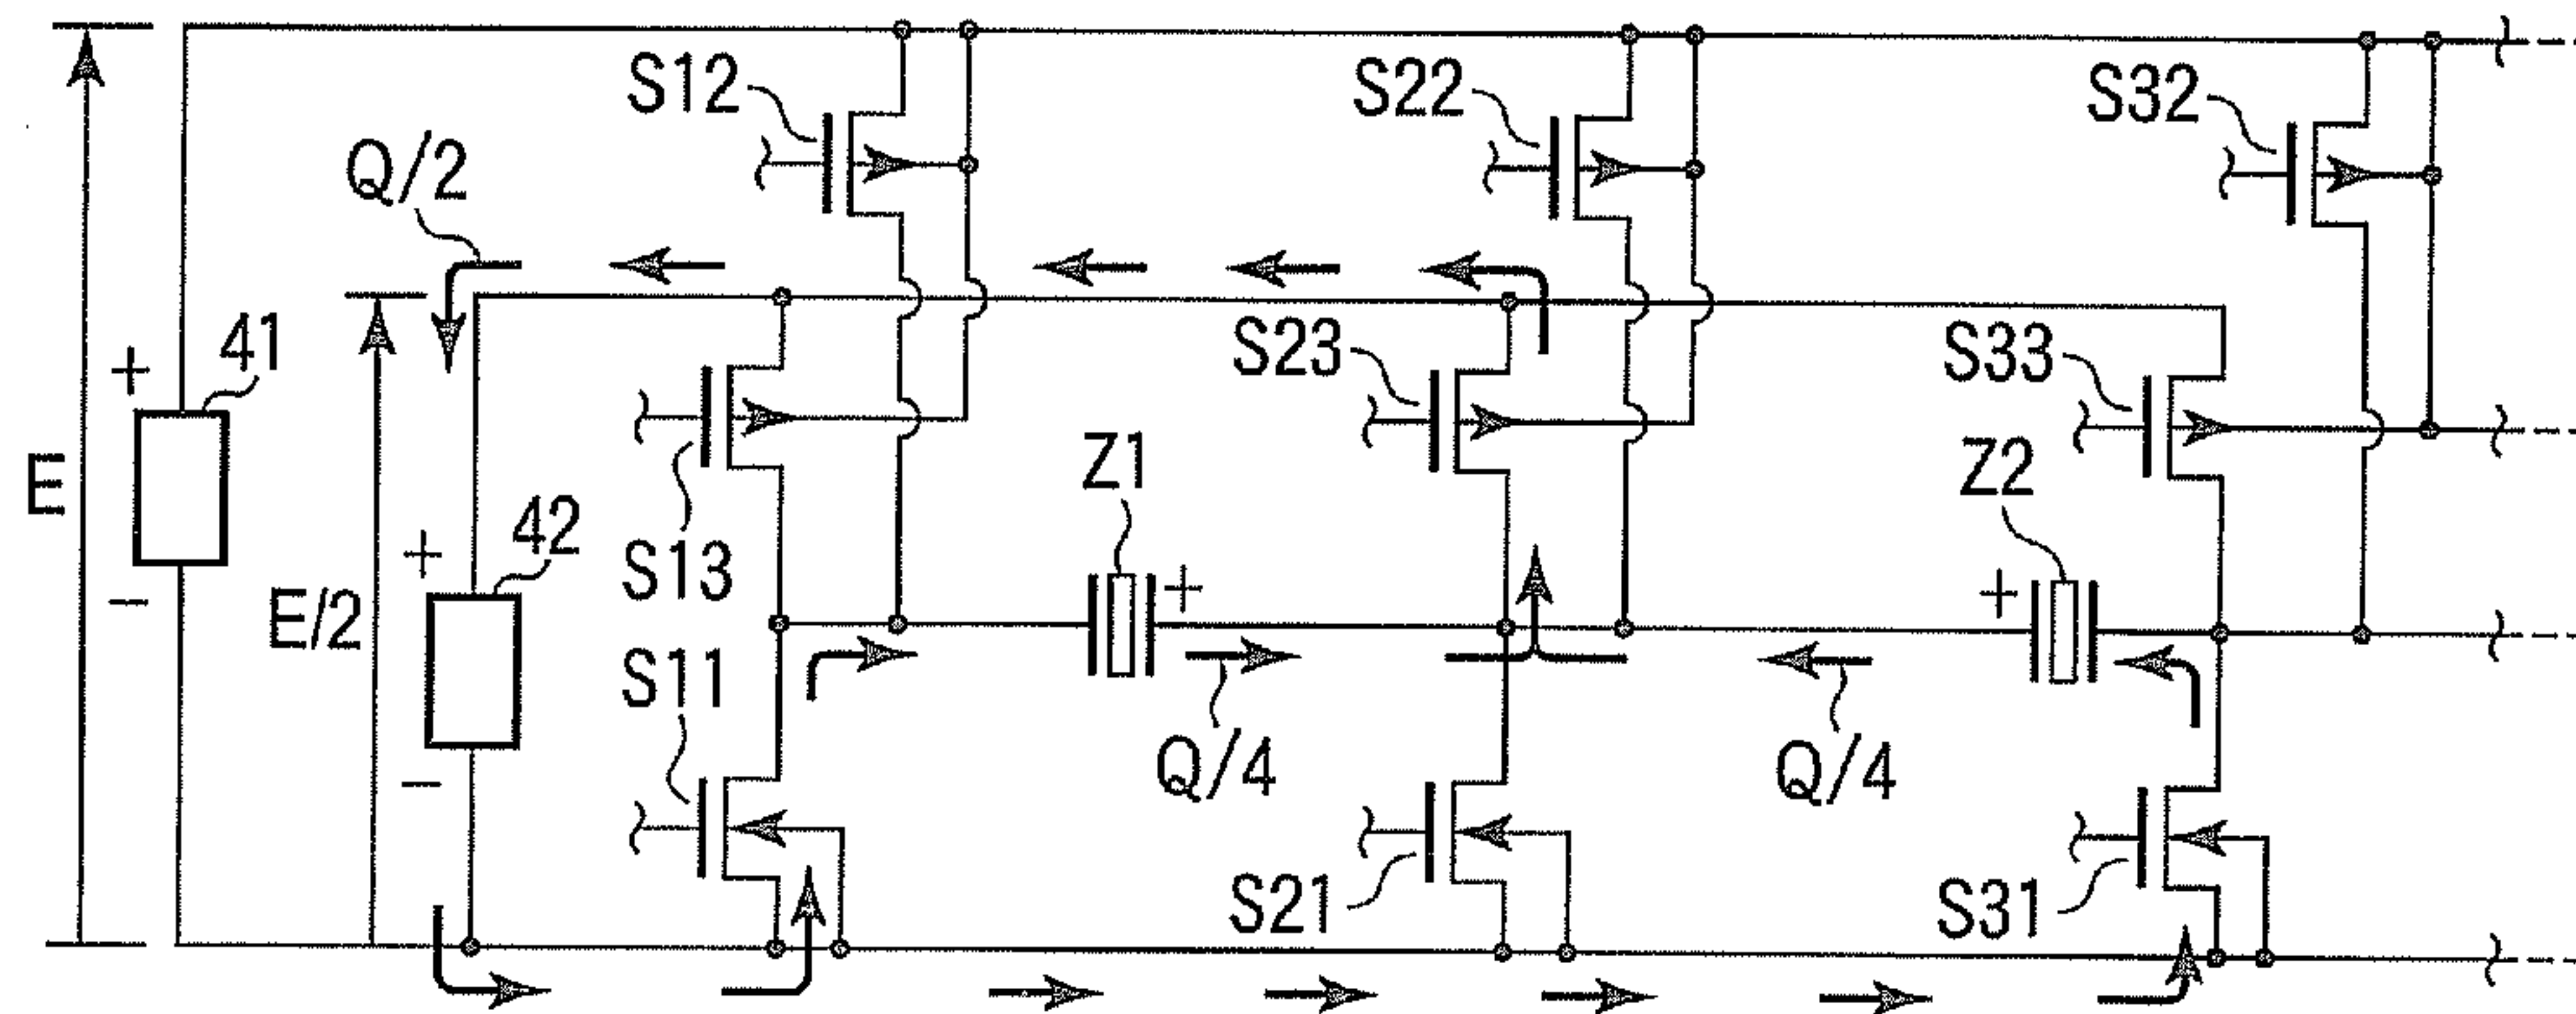 S12
S22
S32
Q/2
+
41
S23
S33
E
Z1
Z2
+
42
S13
+
+
−
E/2
S11
Q/4
Q/4
−
S21
S31